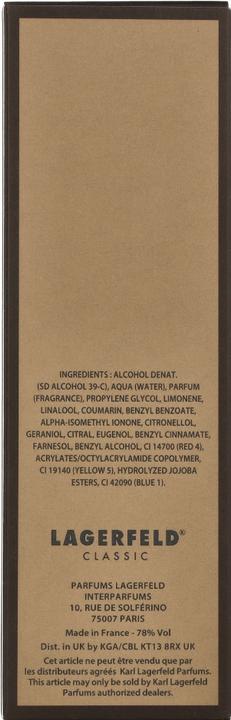 INGREDIENTS : ALCOHOL DENAT.
(SD ALCOHOL 39-C), AQUA (WATER), PARFUM
(FRAGRANCE), PROPYLENE GLYCOL, LIMONENE,
LINALOOL, COUMARIN, BENZYL BENZOATE,
ALPHA-ISOMETHYL IONONE, CITRONELLOL,
GERANIOL, CITRAL, EUGENOL, BENZYL CINNAMATE,
FARNESOL, BENZYL ALCOHOL, CI 14700 (RED 4),
ACRYLATES/OCTYLACRYLAMIDE COPOLYMER,
CI 19140 (YELLOW 5), HYDROLYZED JOJOBA
ESTERS, CI 42090 (BLUE 1).
LAGERFELD®
CLASSIC
PARFUMS LAGERFELD
INTERPARFUMS
10, RUE DE SOLFÉRINO
75007 PARIS
Made in France - 78% Vol
Dist. in UK by KGA/CBL KT13 8RX UK
Cet article ne peut être vendu que par
les distributeurs agréés Karl Lagerfeld Parfums.
This article may only be sold by Karl Lagerfeld
Parfums authorized dealers.